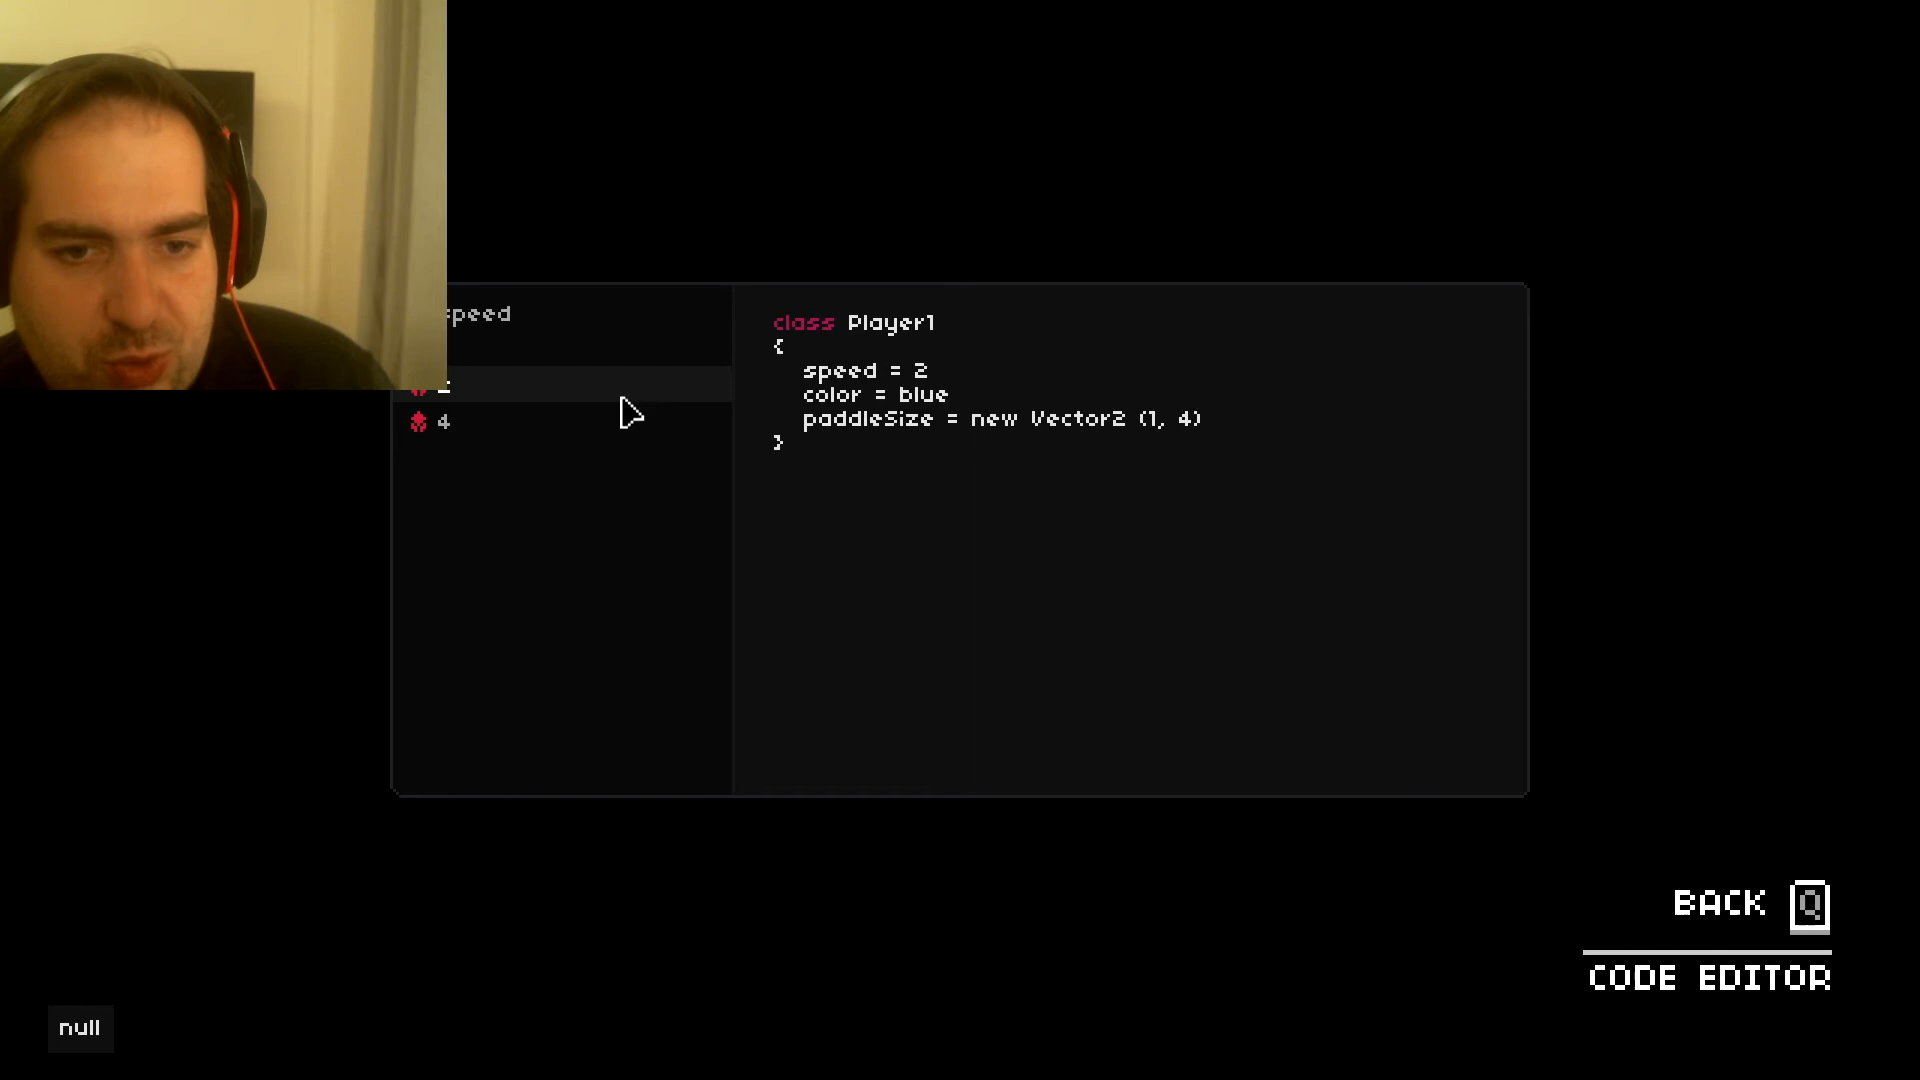 speed
4
class Player1
{
speed = 2
color = blue
paddleSize = new Vector2 (1, 4)
}
BACK Q
CODE EDITOR
null